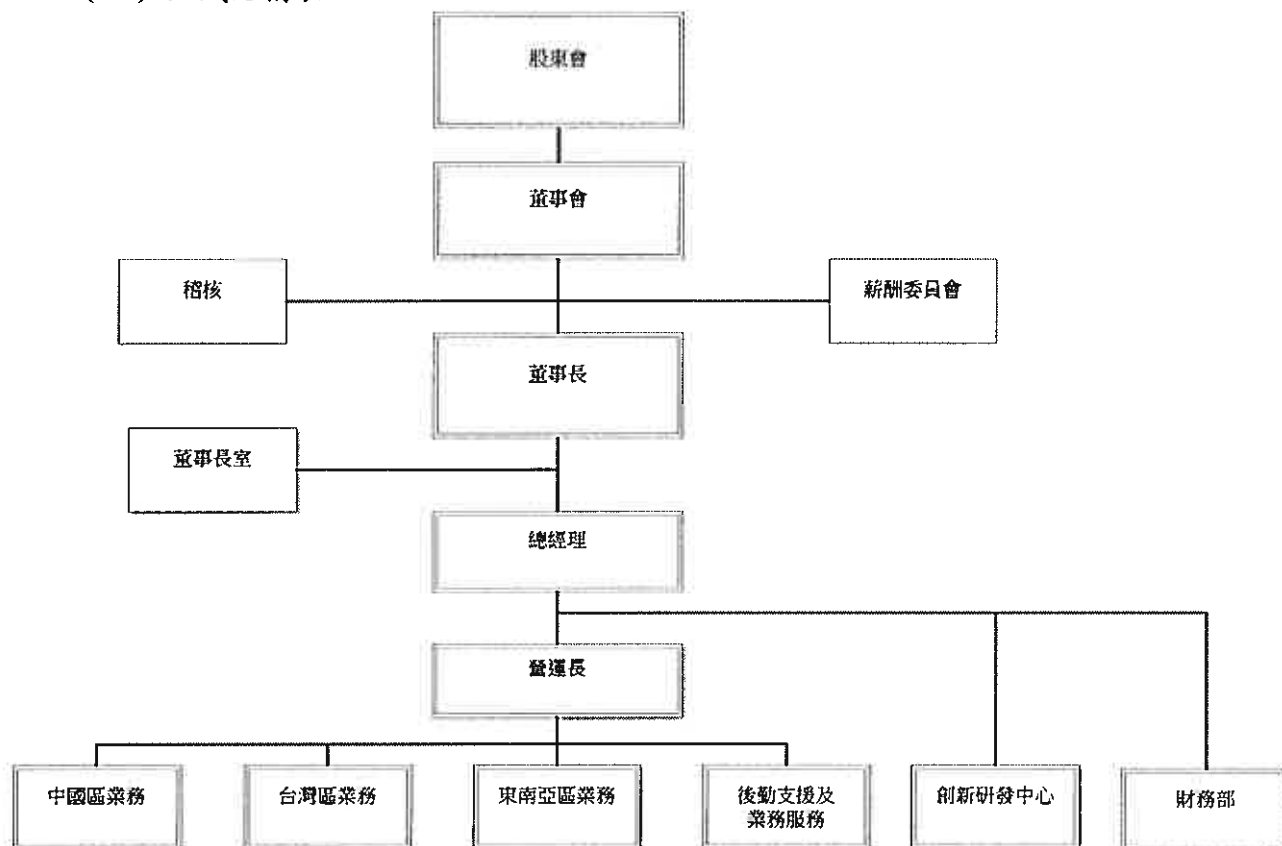 股東會
董事會
稽核
薪酬委員會
董事長
董事長室
總經理
營運長
中國區業務
台灣區業務
東南亞區業務
後勤支援及
業務服務
創新研發中心
財務部